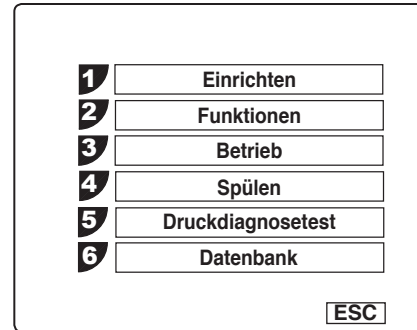 1 Einrichten
2 Funktionen
3 Betrieb
4 Spülen
5 Druckdiagnosetest
6 Datenbank
ESC